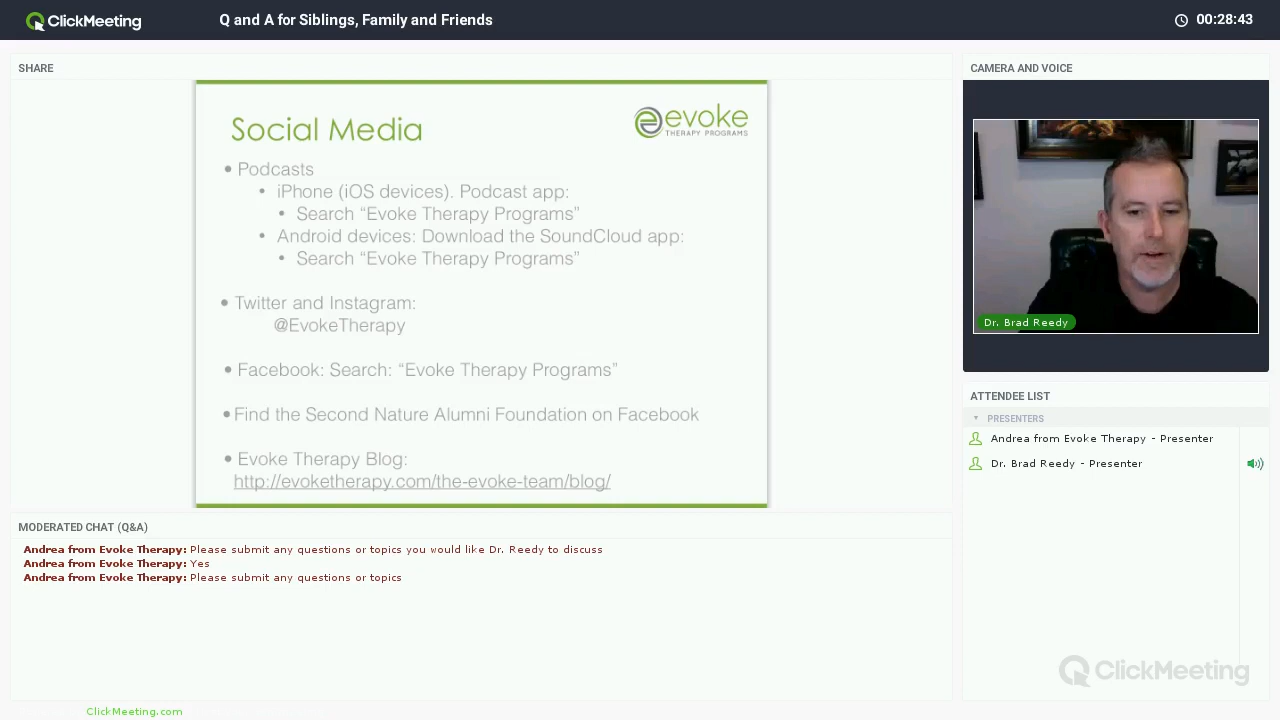 ClickMeeting
Q and A for Siblings, Family and Friends
00:28:43
SHARE
evoke
THERAPY PROGRAMS
Social Media
• Podcasts
• iPhone (iOS devices). Podcast app:
• Search “Evoke Therapy Programs”
• Android devices: Download the SoundCloud app:
• Search “Evoke Therapy Programs”
• Twitter and Instagram:
@EvokeTherapy
• Facebook: Search: “Evoke Therapy Programs”
• Find the Second Nature Alumni Foundation on Facebook
• Evoke Therapy Blog:
http://evoketherapy.com/the-evoke-team/blog/
MODERATED CHAT (Q&A)
Andrea from Evoke Therapy: Please submit any questions or topics you would like Dr. Reedy to discuss
Andrea from Evoke Therapy: Yes
Andrea from Evoke Therapy: Please submit any questions or topics
CAMERA AND VOICE
Dr. Brad Reedy
ATTENDEE LIST
PRESENTERS
Andrea from Evoke Therapy - Presenter
Dr. Brad Reedy - Presenter
ClickMeeting
ClickMeeting.com